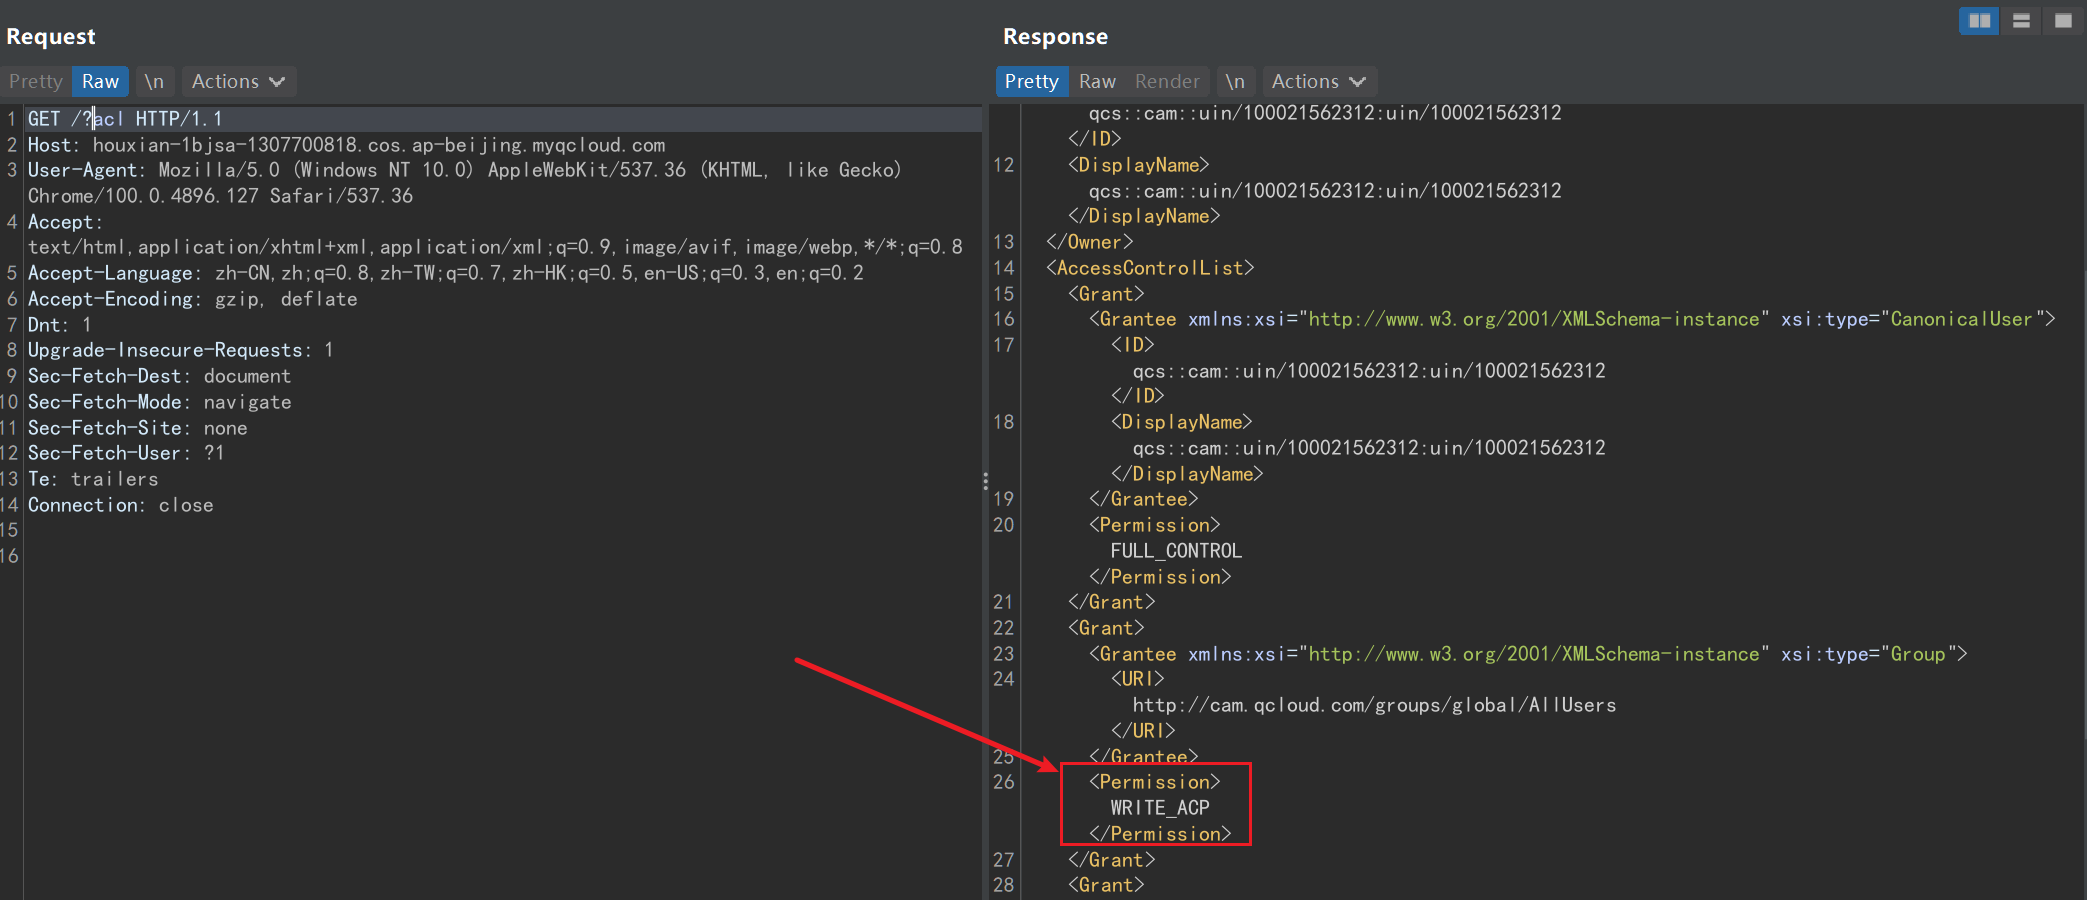 Request
Pretty Raw \n Actions
1 GET /?acl HTTP/1.1
2 Host: houxian-1bjsa-1307700818.cos.ap-beijing.myqcloud.com
3 User-Agent: Mozilla/5.0 (Windows NT 10.0) AppleWebKit/537.36 (KHTML, like Gecko)
Chrome/100.0.4896.127 Safari/537.36
4 Accept:
text/html,application/xhtml+xml,application/xml;q=0.9,image/avif,image/webp,*/*;q=0.8
5 Accept-Language: zh-CN,zh;q=0.8,zh-TW;q=0.7,zh-HK;q=0.5,en-US;q=0.3,en;q=0.2
6 Accept-Encoding: gzip, deflate
7 Dnt: 1
8 Upgrade-Insecure-Requests: 1
9 Sec-Fetch-Dest: document
10 Sec-Fetch-Mode: navigate
11 Sec-Fetch-Site: none
12 Sec-Fetch-User: ?1
13 Te: trailers
14 Connection: close
15
16
Response
Pretty Raw Render \n Actions
qcs::cam::uin/100021562312:uin/100021562312
</ID>
12 <DisplayName>
qcs::cam::uin/100021562312:uin/100021562312
</DisplayName>
13 </Owner>
14 <AccessControlList>
15 <Grant>
16 <Grantee xmlns:xsi="http://www.w3.org/2001/XMLSchema-instance" xsi:type="CanonicalUser">
17 <ID>
qcs::cam::uin/100021562312:uin/100021562312
</ID>
18 <DisplayName>
qcs::cam::uin/100021562312:uin/100021562312
</DisplayName>
19 </Grantee>
20 <Permission>
FULL_CONTROL
</Permission>
21 </Grant>
22 <Grant>
23 <Grantee xmlns:xsi="http://www.w3.org/2001/XMLSchema-instance" xsi:type="Group">
24 <URI>
http://cam.qcloud.com/groups/global/AllUsers
</URI>
25 </Grantee>
26 <Permission>
WRITE_ACP
</Permission>
27 </Grant>
28 <Grant>